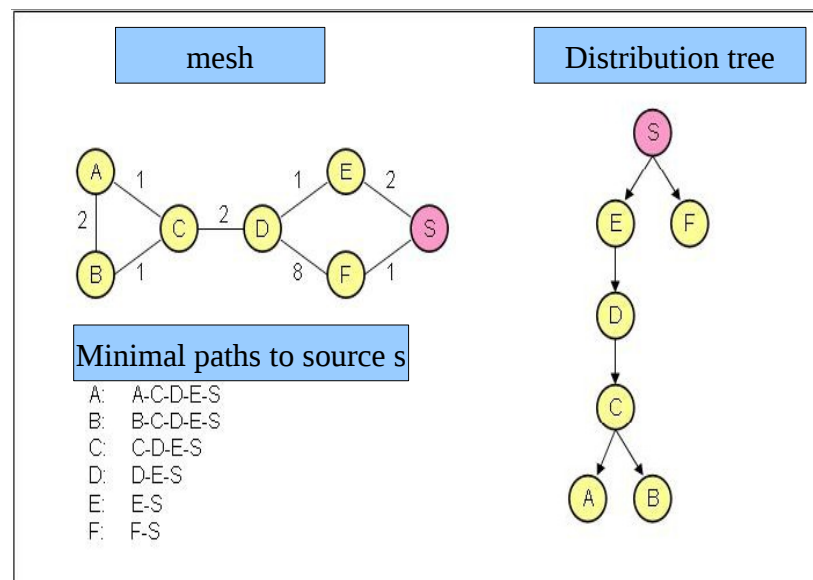 mesh
Distribution tree
S
A
1
1
E
2
2
C
2
D
S
E
F
B
1
8
F
1
D
Minimal paths to source s
A: A-C-D-E-S
B: B-C-D-E-S
C: C-D-E-S
D: D-E-S
E: E-S
F: F-S
C
A
B